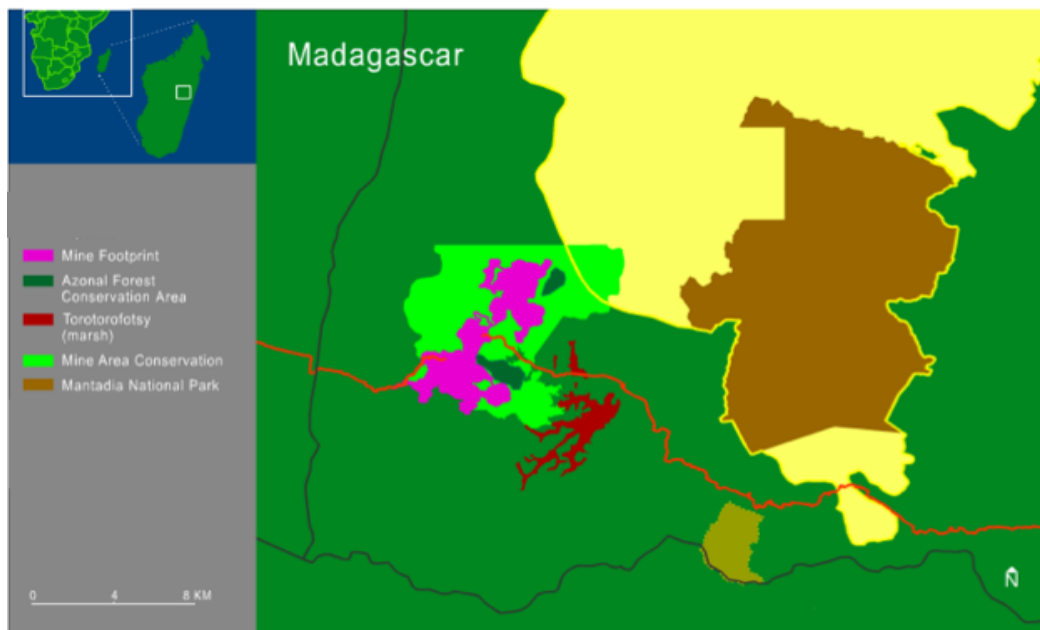 Madagascar
Mine Footprint
Azonal Forest
Conservation Area
Torotorofotsy
(marsh)
Mine Area Conservation
Mantadia National Park
0 4 8 KM
N